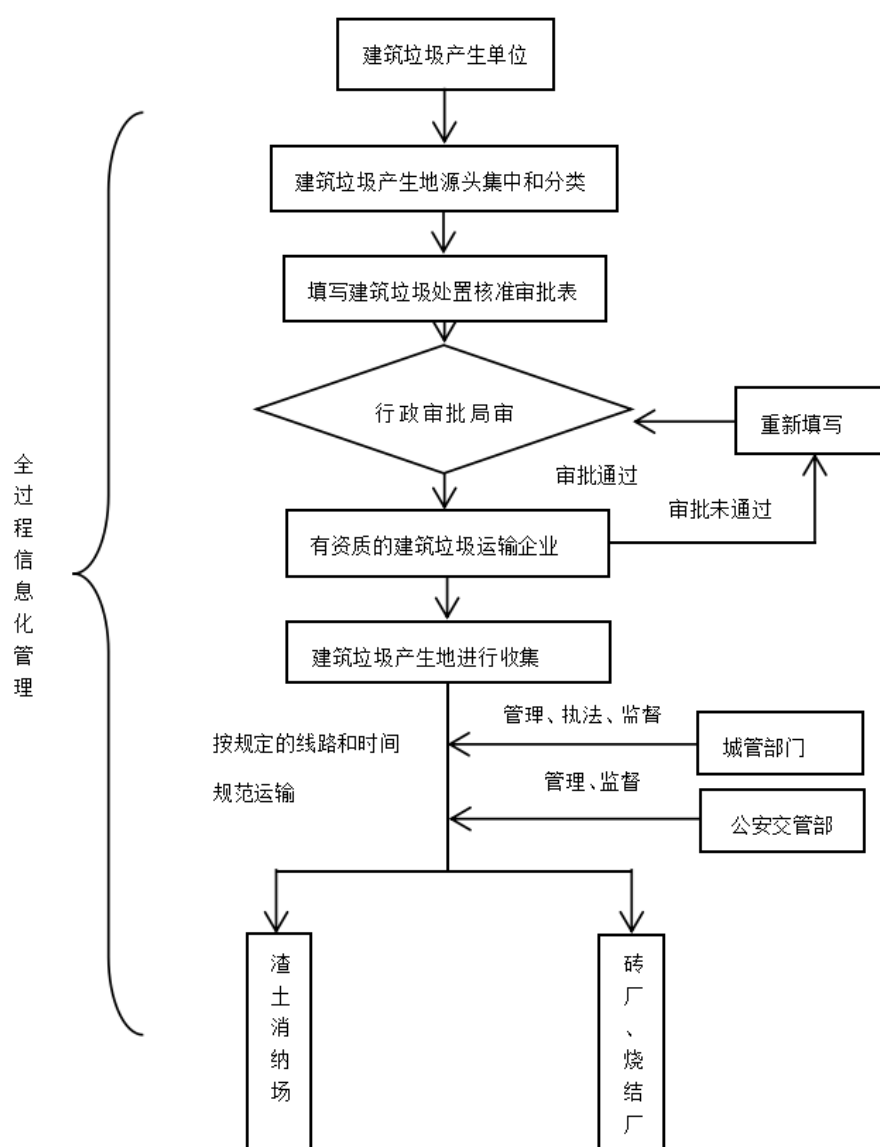 建筑垃圾产生单位
建筑垃圾产生地源头集中和分类
填写建筑垃圾处置核准审批表
行政审批局审
重新填写
审批通过
审批未通过
有资质的建筑垃圾运输企业
建筑垃圾产生地进行收集
全过程信息化管理
管理、执法、监督
城管部门
按规定的线路和时间
规范运输
管理、监督
公安交管部
渣土消纳场
砖厂、烧结厂